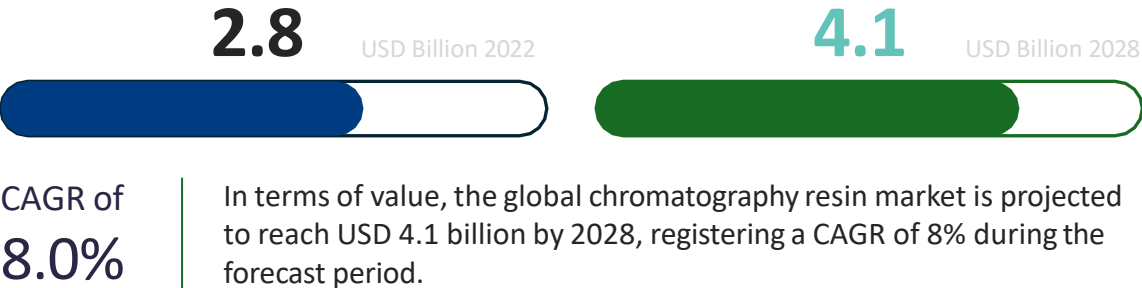 2.8 USD Billion 2022
4.1 USD Billion 2028
CAGR of
8.0%
In terms of value, the global chromatography resin market is projected
to reach USD 4.1 billion by 2028, registering a CAGR of 8% during the
forecast period.